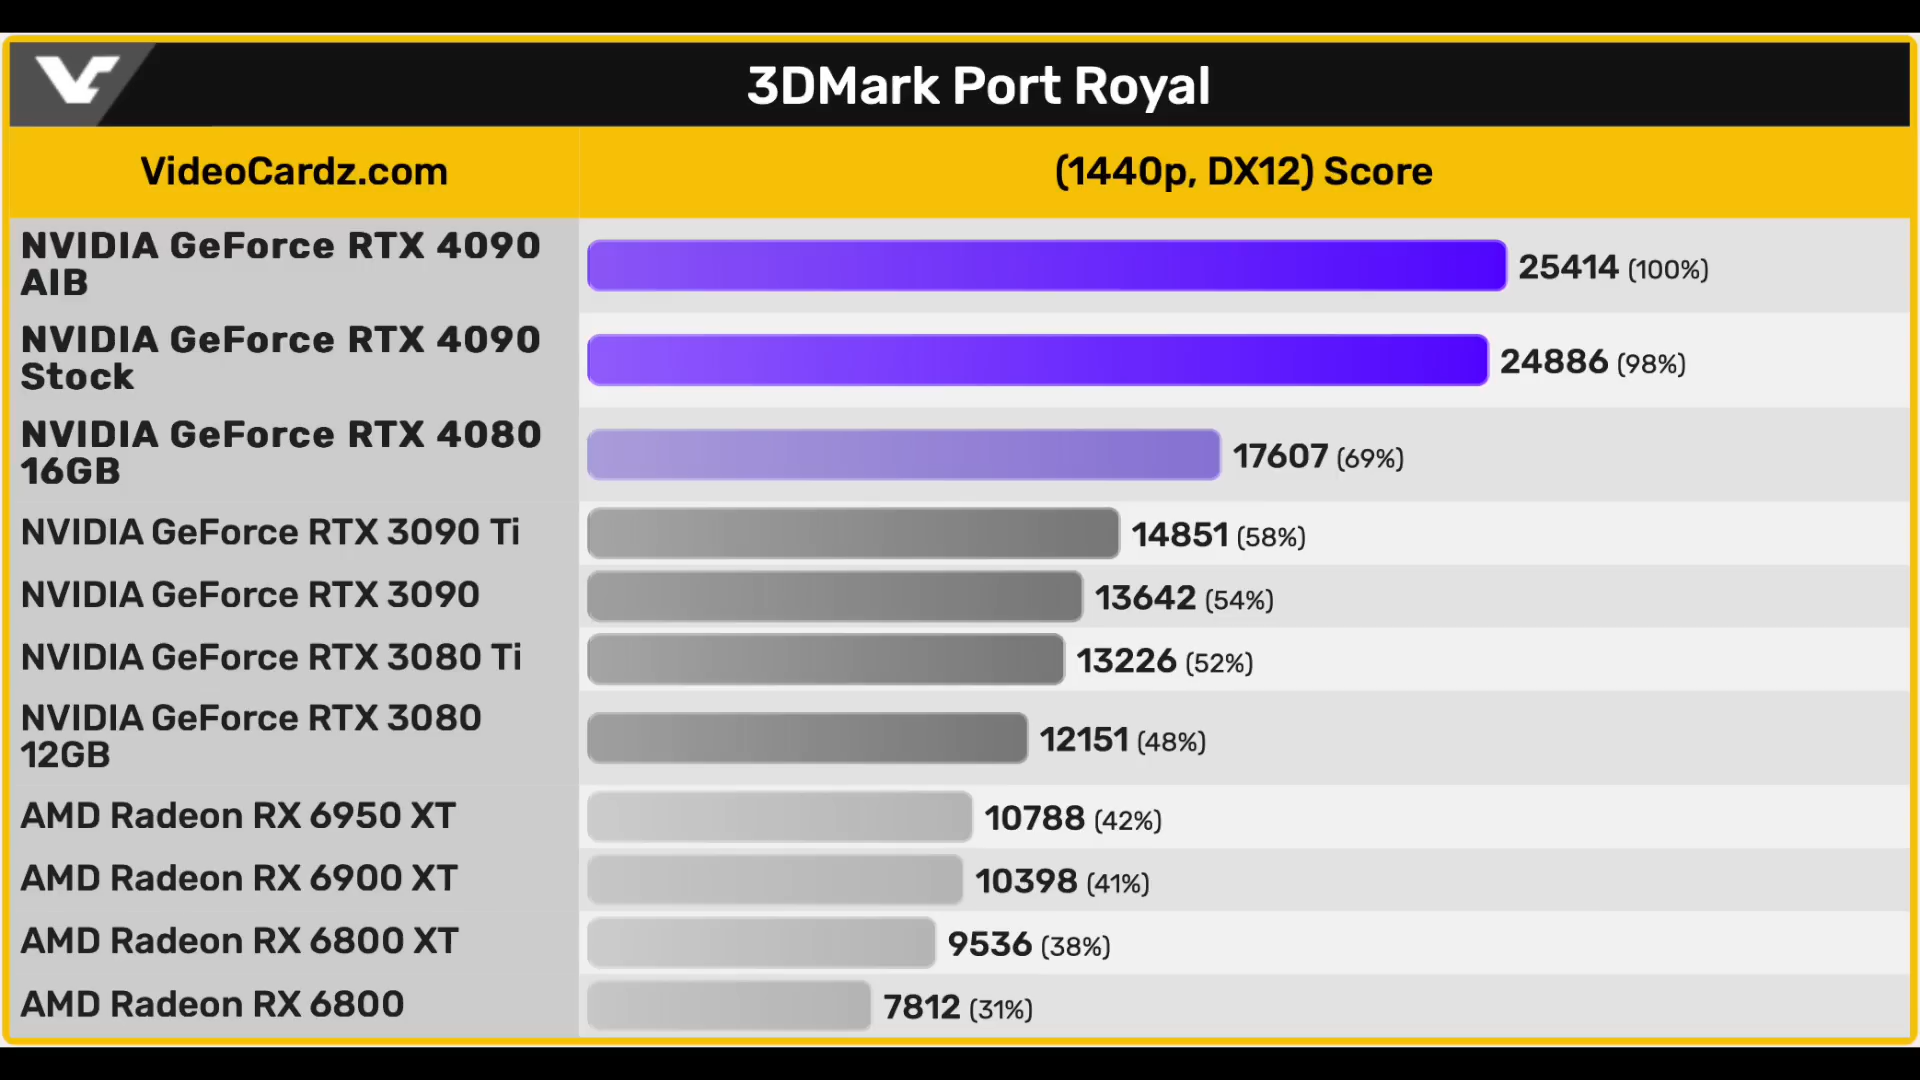 3DMark Port Royal
VideoCardz.com
(1440p, DX12) Score
NVIDIA GeForce RTX 4090
AIB
25414 (100%)
NVIDIA GeForce RTX 4090
Stock
24886 (98%)
NVIDIA GeForce RTX 4080
16GB
17607 (69%)
NVIDIA GeForce RTX 3090 Ti
14851 (58%)
NVIDIA GeForce RTX 3090
13642 (54%)
NVIDIA GeForce RTX 3080 Ti
13226 (52%)
NVIDIA GeForce RTX 3080
12GB
12151 (48%)
AMD Radeon RX 6950 XT
10788 (42%)
AMD Radeon RX 6900 XT
10398 (41%)
AMD Radeon RX 6800 XT
9536 (38%)
AMD Radeon RX 6800
7812 (31%)